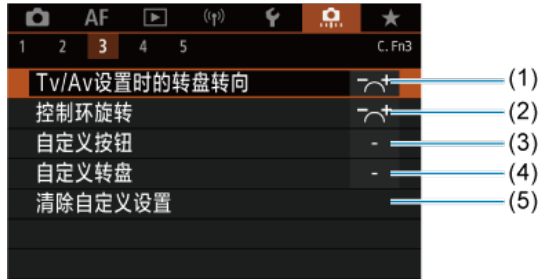 AF
1 2 3 4 5 C.Fn3
Tv/Av设置时的转盘转向 -+ (1)
控制环旋转 -+ (2)
自定义按钮 - (3)
自定义转盘 - (4)
清除自定义设置 (5)